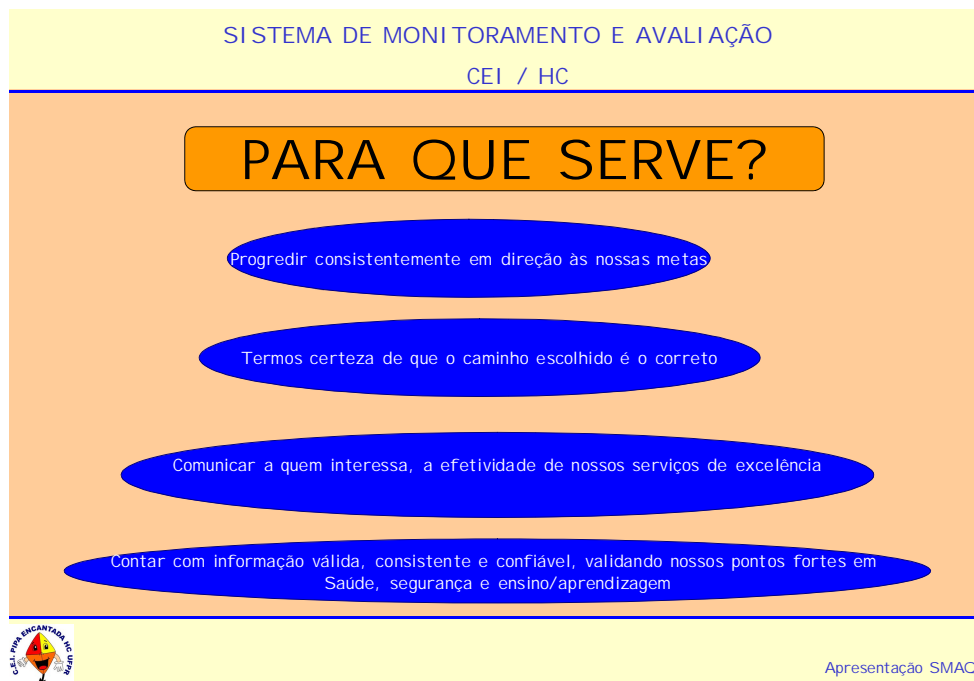 SISTEMA DE MONITORAMENTO E AVALIAÇÃO
CEI / HC
PARA QUE SERVE?
Progredir consistentemente em direção às nossas metas
Termos certeza de que o caminho escolhido é o correto
Comunicar a quem interessa, a efetividade de nossos serviços de excelência
Contar com informação válida, consistente e confiável, validando nossos pontos fortes em
Saúde, segurança e ensino/aprendizagem
C.E.I. PIPA ENCANTADA HC UFPR
Apresentação SMAQ